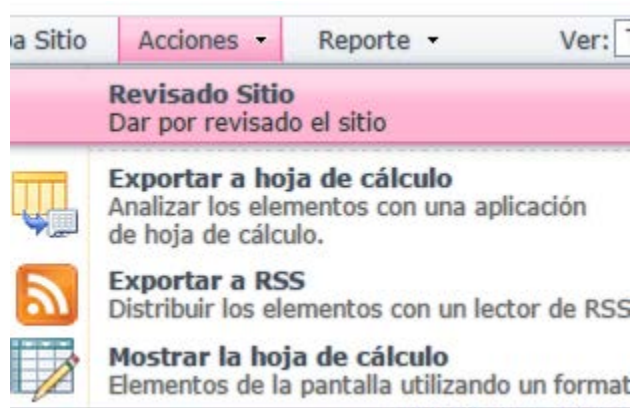 a Sitio Acciones Reporte Ver:
Revisado Sitio
Dar por revisado el sitio
Exportar a hoja de cálculo
Analizar los elementos con una aplicación
de hoja de cálculo.
Exportar a RSS
Distribuir los elementos con un lector de RSS
Mostrar la hoja de cálculo
Elementos de la pantalla utilizando un format